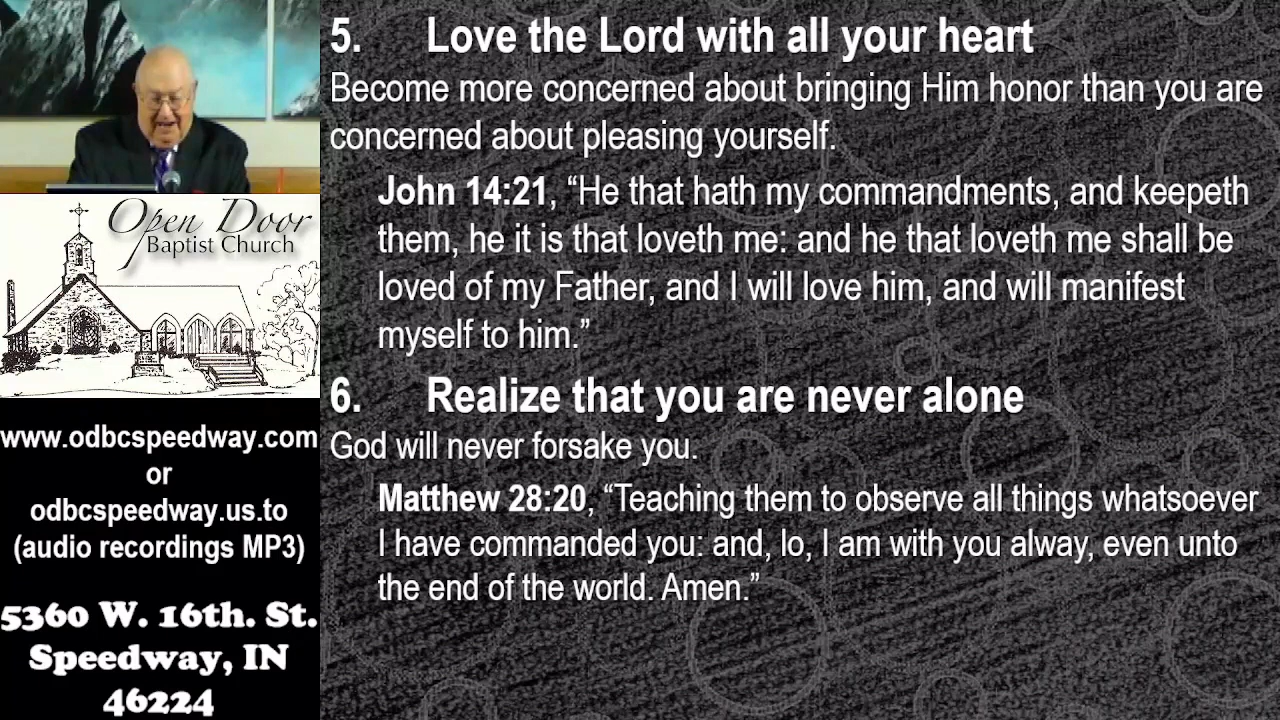 5. Love the Lord with all your heart
Become more concerned about bringing Him honor than you are
concerned about pleasing yourself.
John 14:21, “He that hath my commandments, and keepeth
them, he it is that loveth me: and he that loveth me shall be
loved of my Father, and I will love him, and will manifest
myself to him.”
6. Realize that you are never alone
God will never forsake you.
Matthew 28:20, “Teaching them to observe all things whatsoever
I have commanded you: and, lo, I am with you alway, even unto
the end of the world. Amen.”
Open Door
Baptist Church
www.odbcspeedway.com
or
odbcspeedway.us.to
(audio recordings MP3)
5360 W. 16th. St.
Speedway, IN
46224